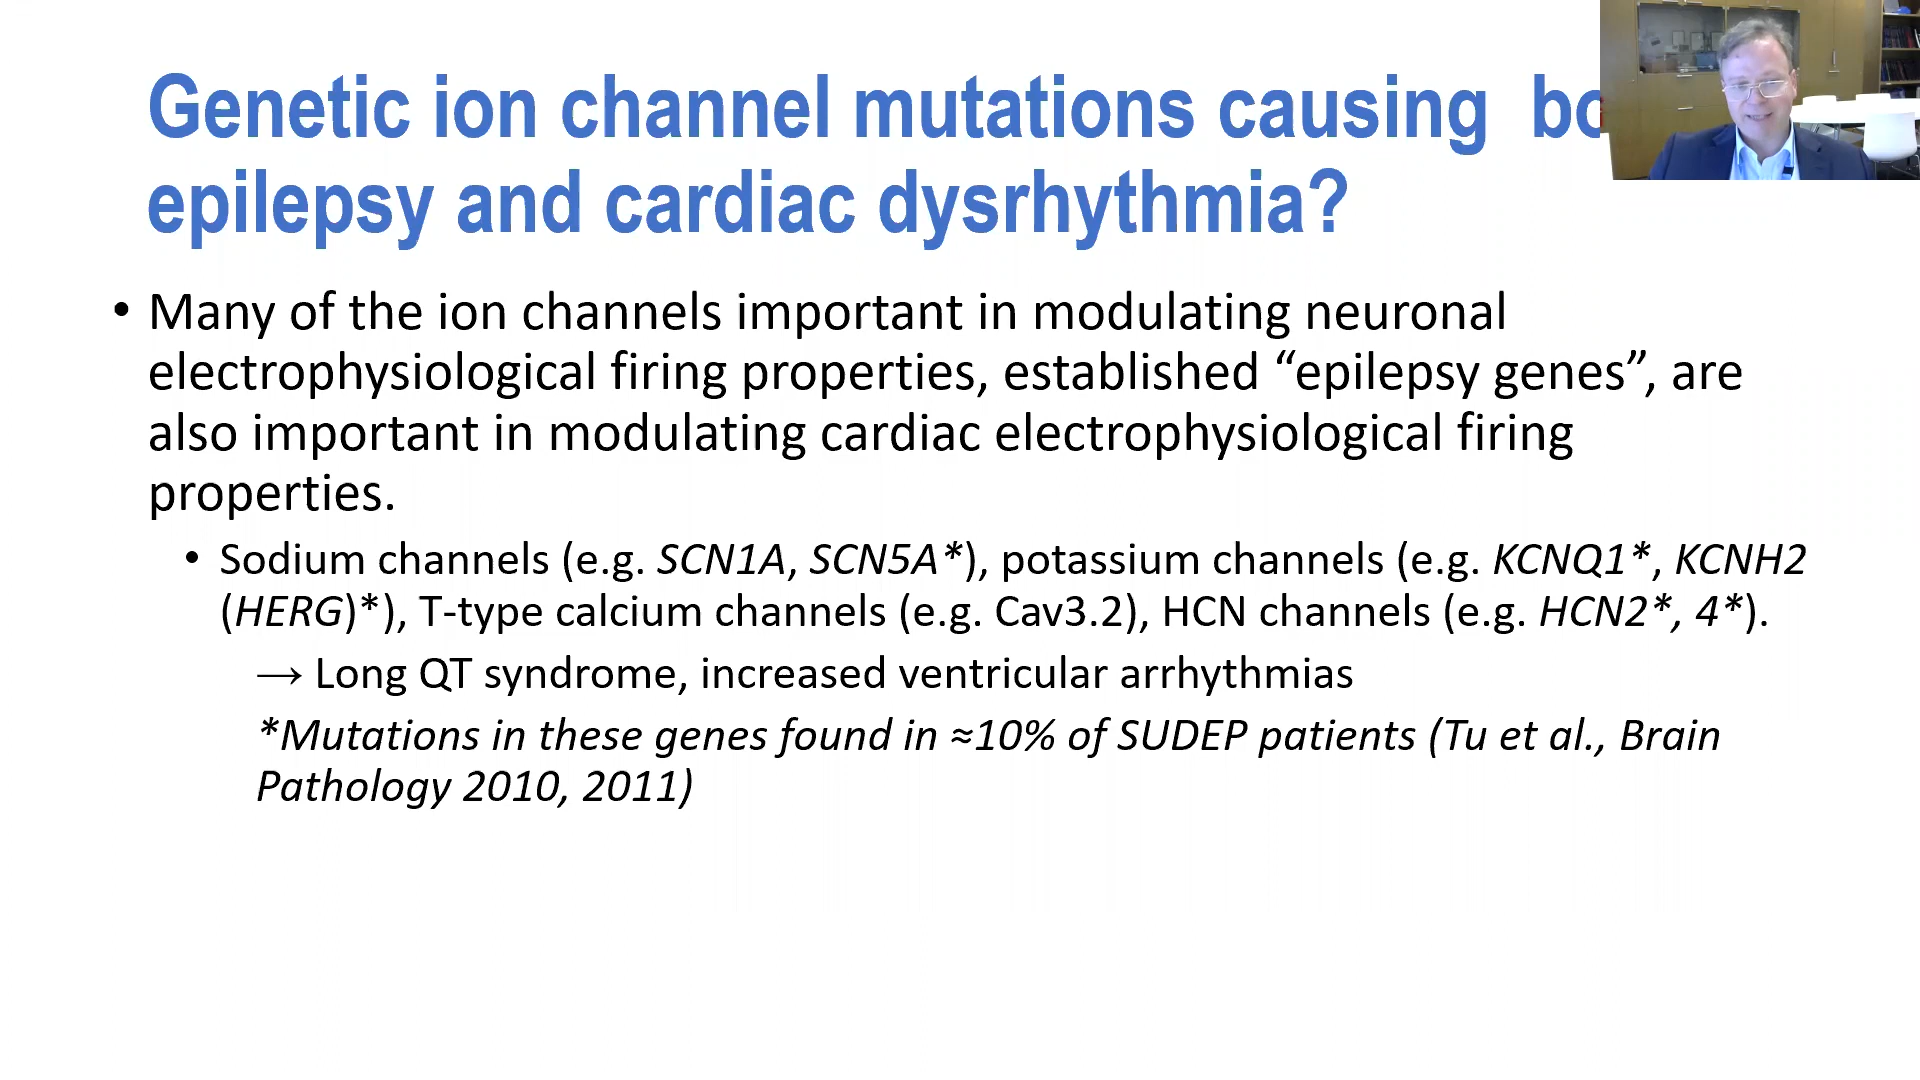 Genetic ion channel mutations causing
epilepsy and cardiac dysrhythmia?
• Many of the ion channels important in modulating neuronal
electrophysiological firing properties, established “epilepsy genes”, are
also important in modulating cardiac electrophysiological firing
properties.
• Sodium channels (e.g. SCN1A, SCN5A*), potassium channels (e.g. KCNQ1*, KCNH2
(HERG)*), T-type calcium channels (e.g. Cav3.2), HCN channels (e.g. HCN2*, 4*).
→ Long QT syndrome, increased ventricular arrhythmias
*Mutations in these genes found in ≈10% of SUDEP patients (Tu et al., Brain
Pathology 2010, 2011)